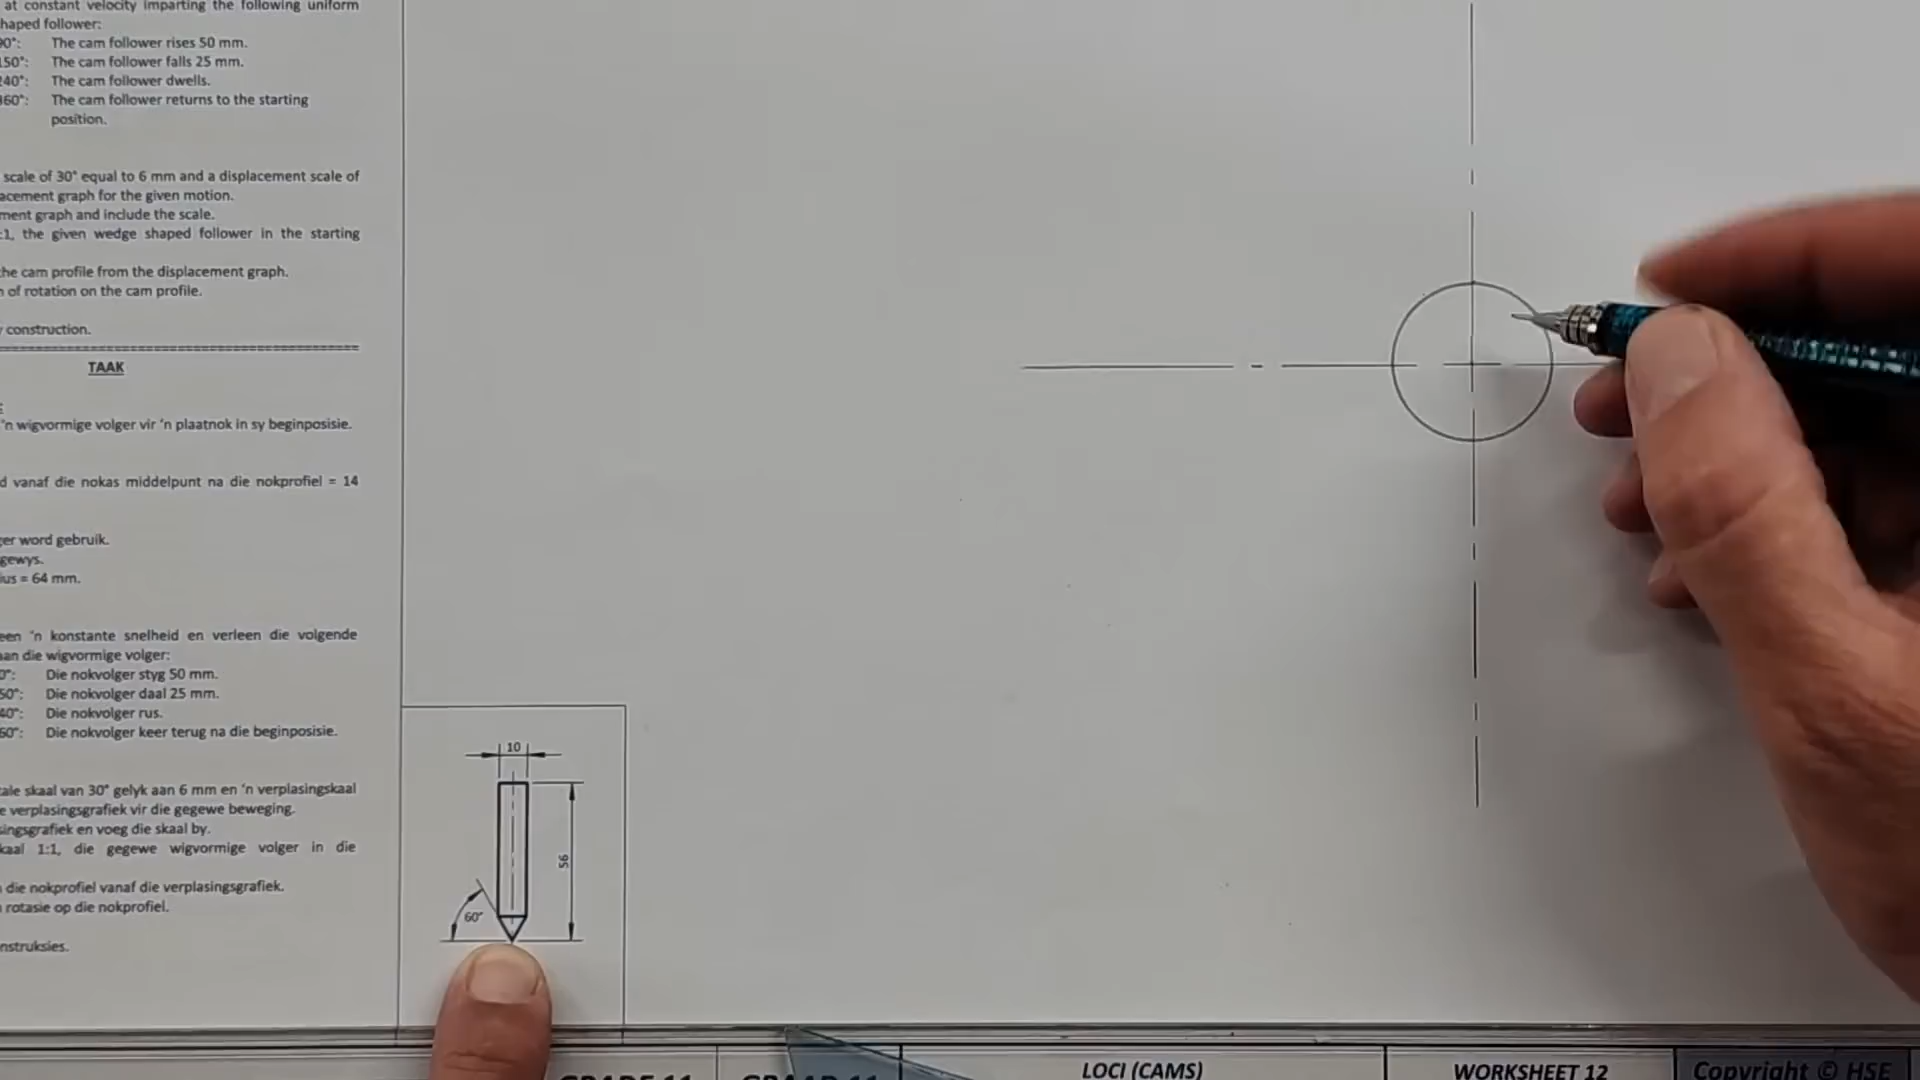 at constant velocity imparting the following uniform
haped follower:
90°: The cam follower rises 50 mm.
150°: The cam follower falls 25 mm.
240°: The cam follower dwells.
360°: The cam follower returns to the starting
position.
scale of 30° equal to 6 mm and a displacement scale of
acement graph for the given motion.
ment graph and include the scale.
:1, the given wedge shaped follower in the starting
he cam profile from the displacement graph.
n of rotation on the cam profile.
y construction.
TAAK
'n wigvormige volger vir 'n plaatnok in sy beginposisie.
d vanaf die nokas middelpunt na die nokprofiel = 14
ger word gebruik.
gewys.
ius = 64 mm.
een 'n konstante snelheid en verleen die volgende
aan die wigvormige volger:
0°: Die nokvolger styg 50 mm.
50°: Die nokvolger daal 25 mm.
40°: Die nokvolger rus.
60°: Die nokvolger keer terug na die beginposisie.
ale skaal van 30° gelyk aan 6 mm en 'n verplasingskaal
e verplasingsgrafiek vir die gegewe beweging.
singsgrafiek en voeg die skaal by.
kaal 1:1, die gegewe wigvormige volger in die
die nokprofiel vanaf die verplasingsgrafiek.
rotasie op die nokprofiel.
nstruksies.
10
56
60°
GRADE 11
GRAAD 11
LOCI (CAMS)
WORKSHEET 12
Copyright © HSE